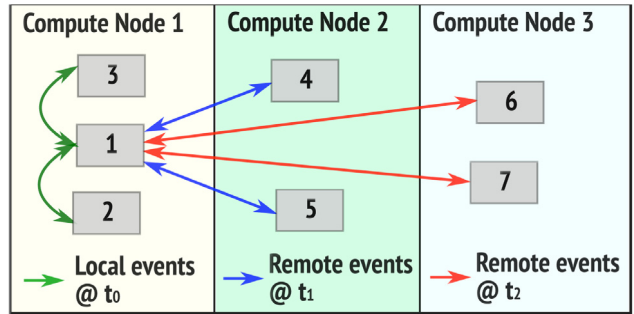 Compute Node 1
Compute Node 2
Compute Node 3
3
4
6
1
7
2
5
Local events
@ t0
Remote events
@ t1
Remote events
@ t2